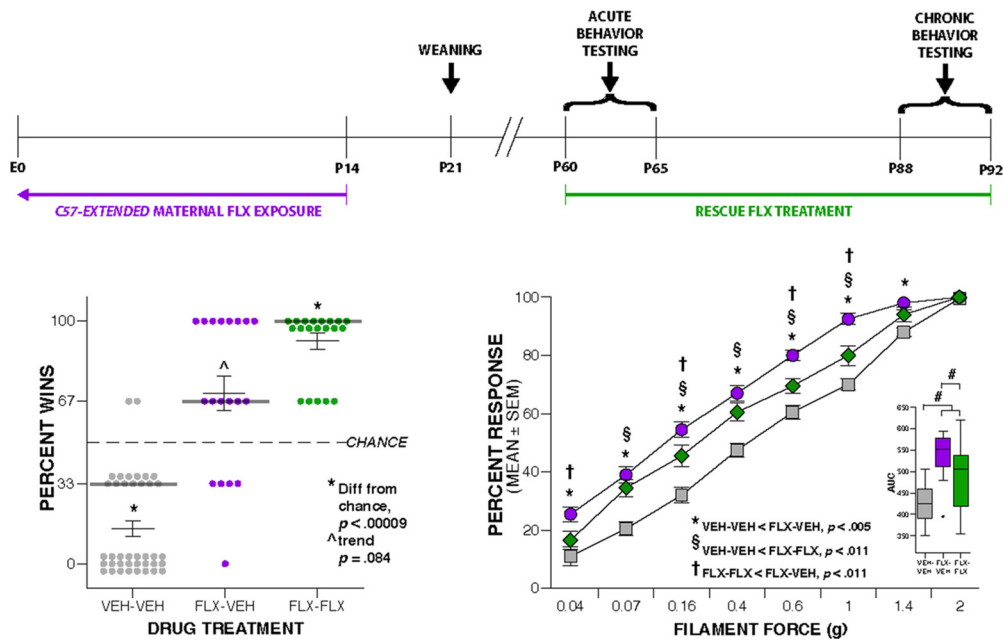 WEANING
ACUTE
BEHAVIOR
TESTING
CHRONIC
BEHAVIOR
TESTING
E0 P14 P21 P60 P65 P88 P92
C57-EXTENDED MATERNAL FLX EXPOSURE
RESCUE FLX TREATMENT
PERCENT WINS
100
67
33
0
*
^
*
CHANCE
* Diff from
chance,
p<.00009
^ trend
p=.084
VEH-VEH FLX-VEH FLX-FLX
DRUG TREATMENT
PERCENT RESPONSE
(MEAN ± SEM)
100
80
60
40
20
0
† *
§ *
† § *
§ *
† § *
† § *
*
* VEH-VEH < FLX-VEH, p <.005
§ VEH-VEH < FLX-FLX, p <.011
† FLX-FLX < FLX-VEH, p <.011
0.04 0.07 0.16 0.4 0.6 1 1.4 2
FILAMENT FORCE (g)
AUC
650
600
550
500
450
400
350
#
#
VEH-VEH FLX-VEH FLX-FLX